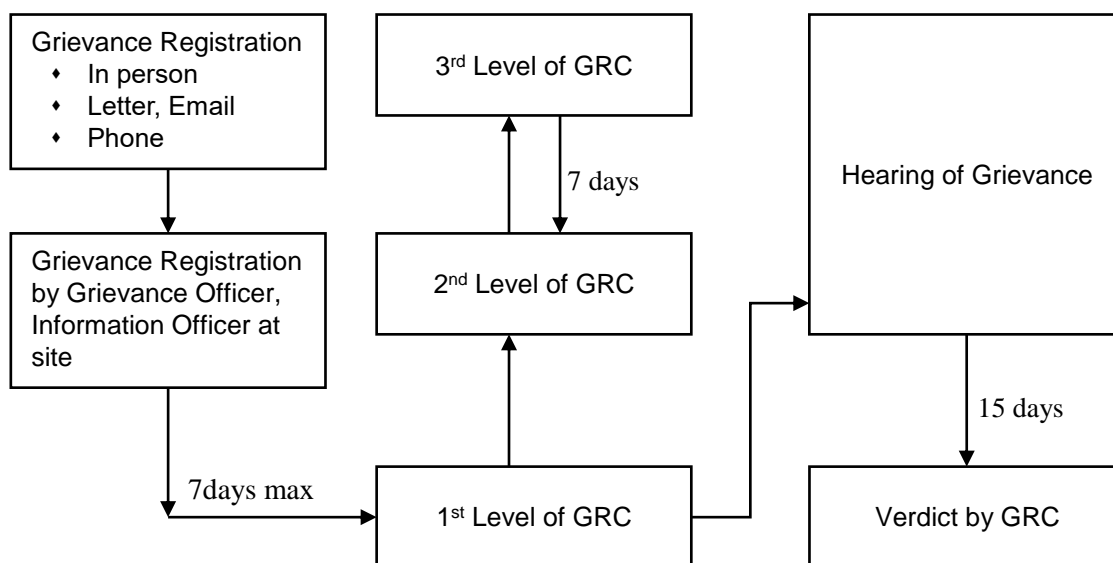 Grievance Registration
♦ In person
♦ Letter, Email
♦ Phone
Grievance Registration
by Grievance Officer,
Information Officer at
site
7days max
3rd Level of GRC
7 days
2nd Level of GRC
1st Level of GRC
Hearing of Grievance
15 days
Verdict by GRC